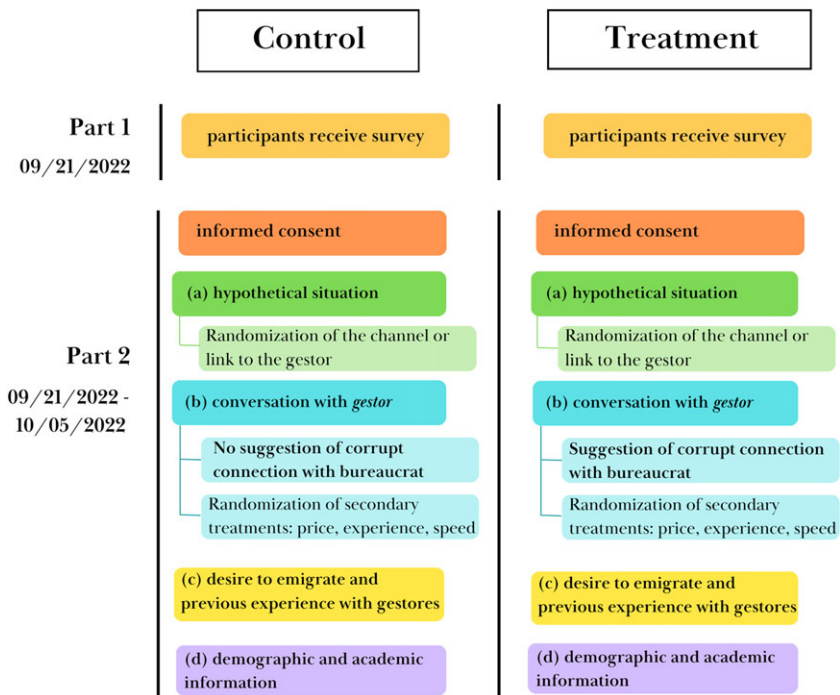 Control
Treatment
Part 1
09/21/2022
participants receive survey
participants receive survey
Part 2
09/21/2022 -
10/05/2022
informed consent
(a) hypothetical situation
Randomization of the channel or
link to the gestor
(b) conversation with gestor
No suggestion of corrupt
connection with bureaucrat
Randomization of secondary
treatments: price, experience, speed
(c) desire to emigrate and
previous experience with gestores
(d) demographic and academic
information
informed consent
(a) hypothetical situation
Randomization of the channel or
link to the gestor
(b) conversation with gestor
Suggestion of corrupt connection
with bureaucrat
Randomization of secondary
treatments: price, experience, speed
(c) desire to emigrate and
previous experience with gestores
(d) demographic and academic
information